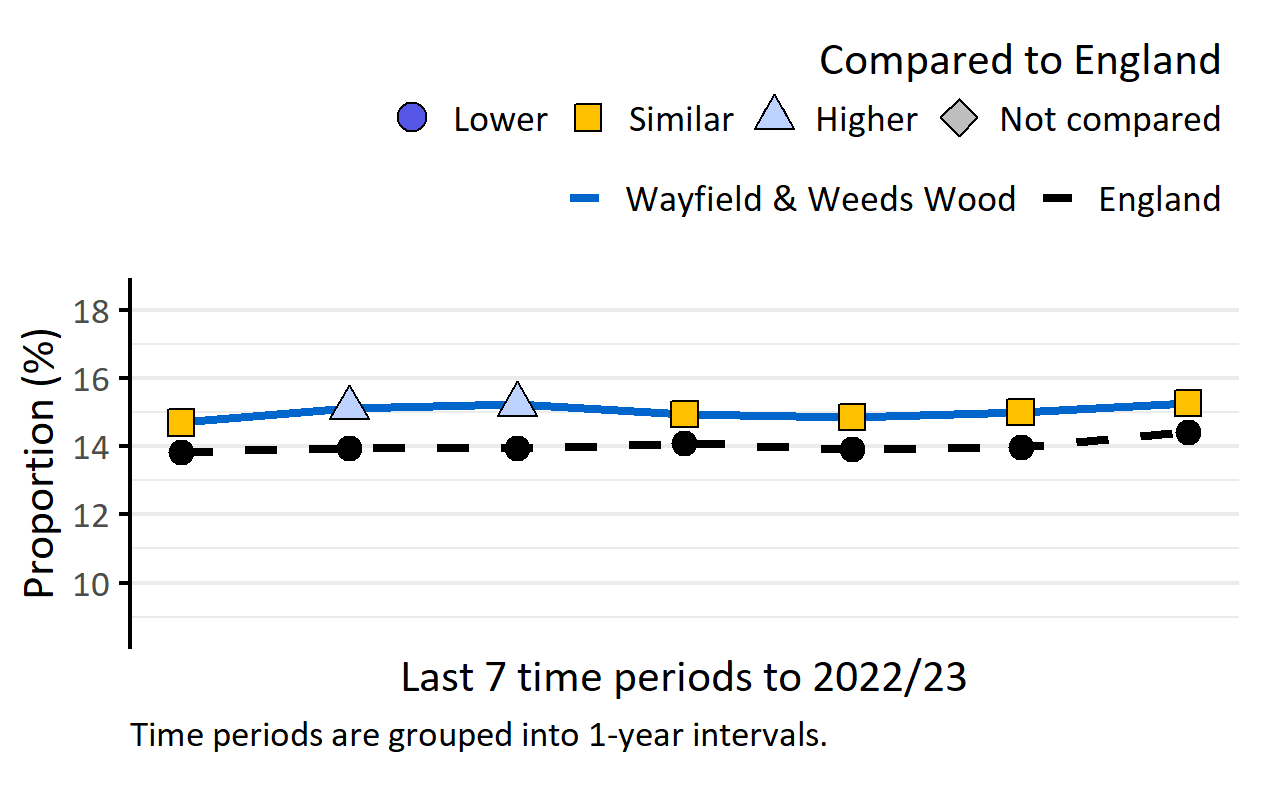 Compared to England
Lower Similar Higher Not compared
Wayfield & Weeds Wood England
Proportion (%)
18
16
14
12
10
Last 7 time periods to 2022/23
Time periods are grouped into 1-year intervals.